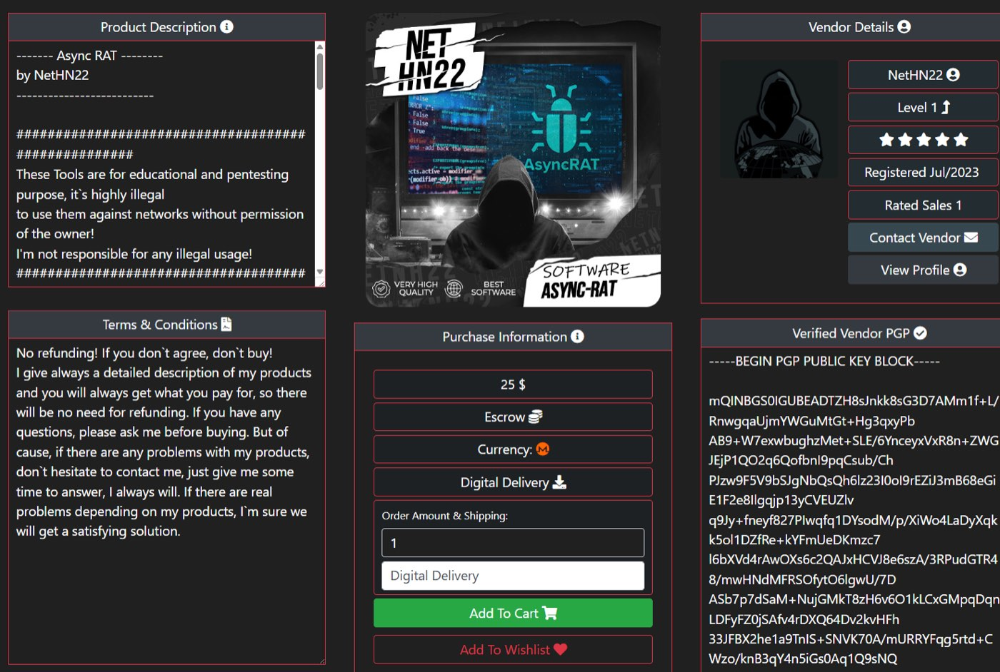 Product Description
------- Async RAT --------
by NetHN22
--------------------------
#####################################
###############
These Tools are for educational and pentesting
purpose, it`s highly illegal
to use them against networks without permission
of the owner!
I'm not responsible for any illegal usage!
#####################################
Terms & Conditions
No refunding! If you don`t agree, don`t buy!
I give always a detailed description of my products
and you will always get what you pay for, so there
will be no need for refunding. If you have any
questions, please ask me before buying. But of
cause, if there are any problems with my products,
don`t hesitate to contact me, just give me some
time to answer, I always will. If there are real
problems depending on my products, I`m sure we
will get a satisfying solution.
NET
HN22
False
False
False
True
AsyncRAT
VERY HIGH
QUALITY
BEST
SOFTWARE
SOFTWARE
ASYNC-RAT
Purchase Information
25 $
Escrow
Currency:
Digital Delivery
Order Amount & Shipping:
1
Digital Delivery
Add To Cart
Add To Wishlist
Vendor Details
NetHN22
Level 1
Registered Jul/2023
Rated Sales 1
Contact Vendor
View Profile
Verified Vendor PGP
-----BEGIN PGP PUBLIC KEY BLOCK-----
mQINBGS0IGUBEADTZH8sJnkk8sG3D7AMm1f+L/
RnwgqaUjmYWGuMtGt+Hg3qxyPb
AB9+W7exwbughzMet+SLE/6YnceyxVxR8n+ZWG
JEjP1QO2q6QofbnI9pqCsub/Ch
PJzw9F5V9bSJgNbQsQh6lz23I0oI9rEZiJ3mB68eGi
E1F2e8Ilgqjp13yCVEUZlv
q9Jy+fneyf827PIwqfq1DYsodM/p/XiWo4LaDyXqk
k5ol1DZfRe+kYFmUeDKmzc7
l6bXVd4rAwOXs6c2QAJxHCVJ8e6szA/3RPudGTR4
8/mwHNdMFRSOfytO6lgwU/7D
ASb7p7dSaM+NujGMkT8zH6v6O1kLCxGMpqDqn
LDFyFZ0jSAfv4rDXQ64Dv2kvHFh
33JFBX2he1a9TnIS+SNVK70A/mURRYFqg5rtd+C
Wzo/knB3qY4n5iGs0Aq1Q9sNQ